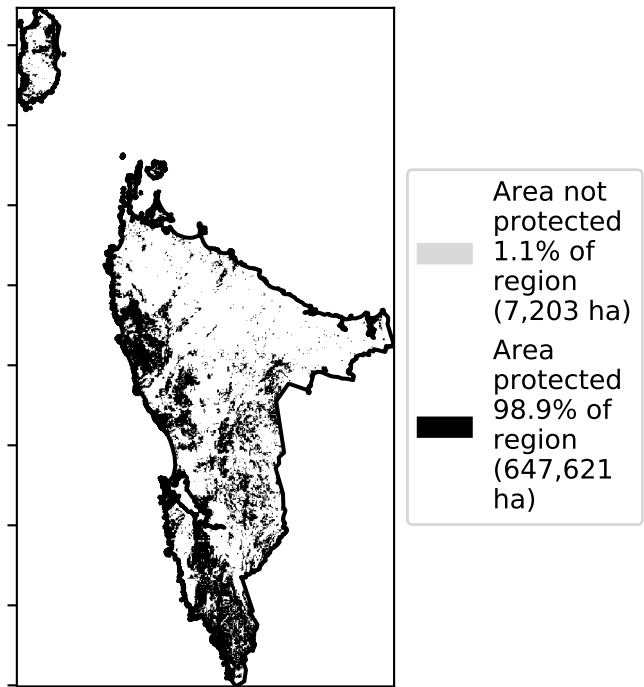 Area not
protected
1.1% of
region
(7,203 ha)
Area
protected
98.9% of
region
(647,621
ha)